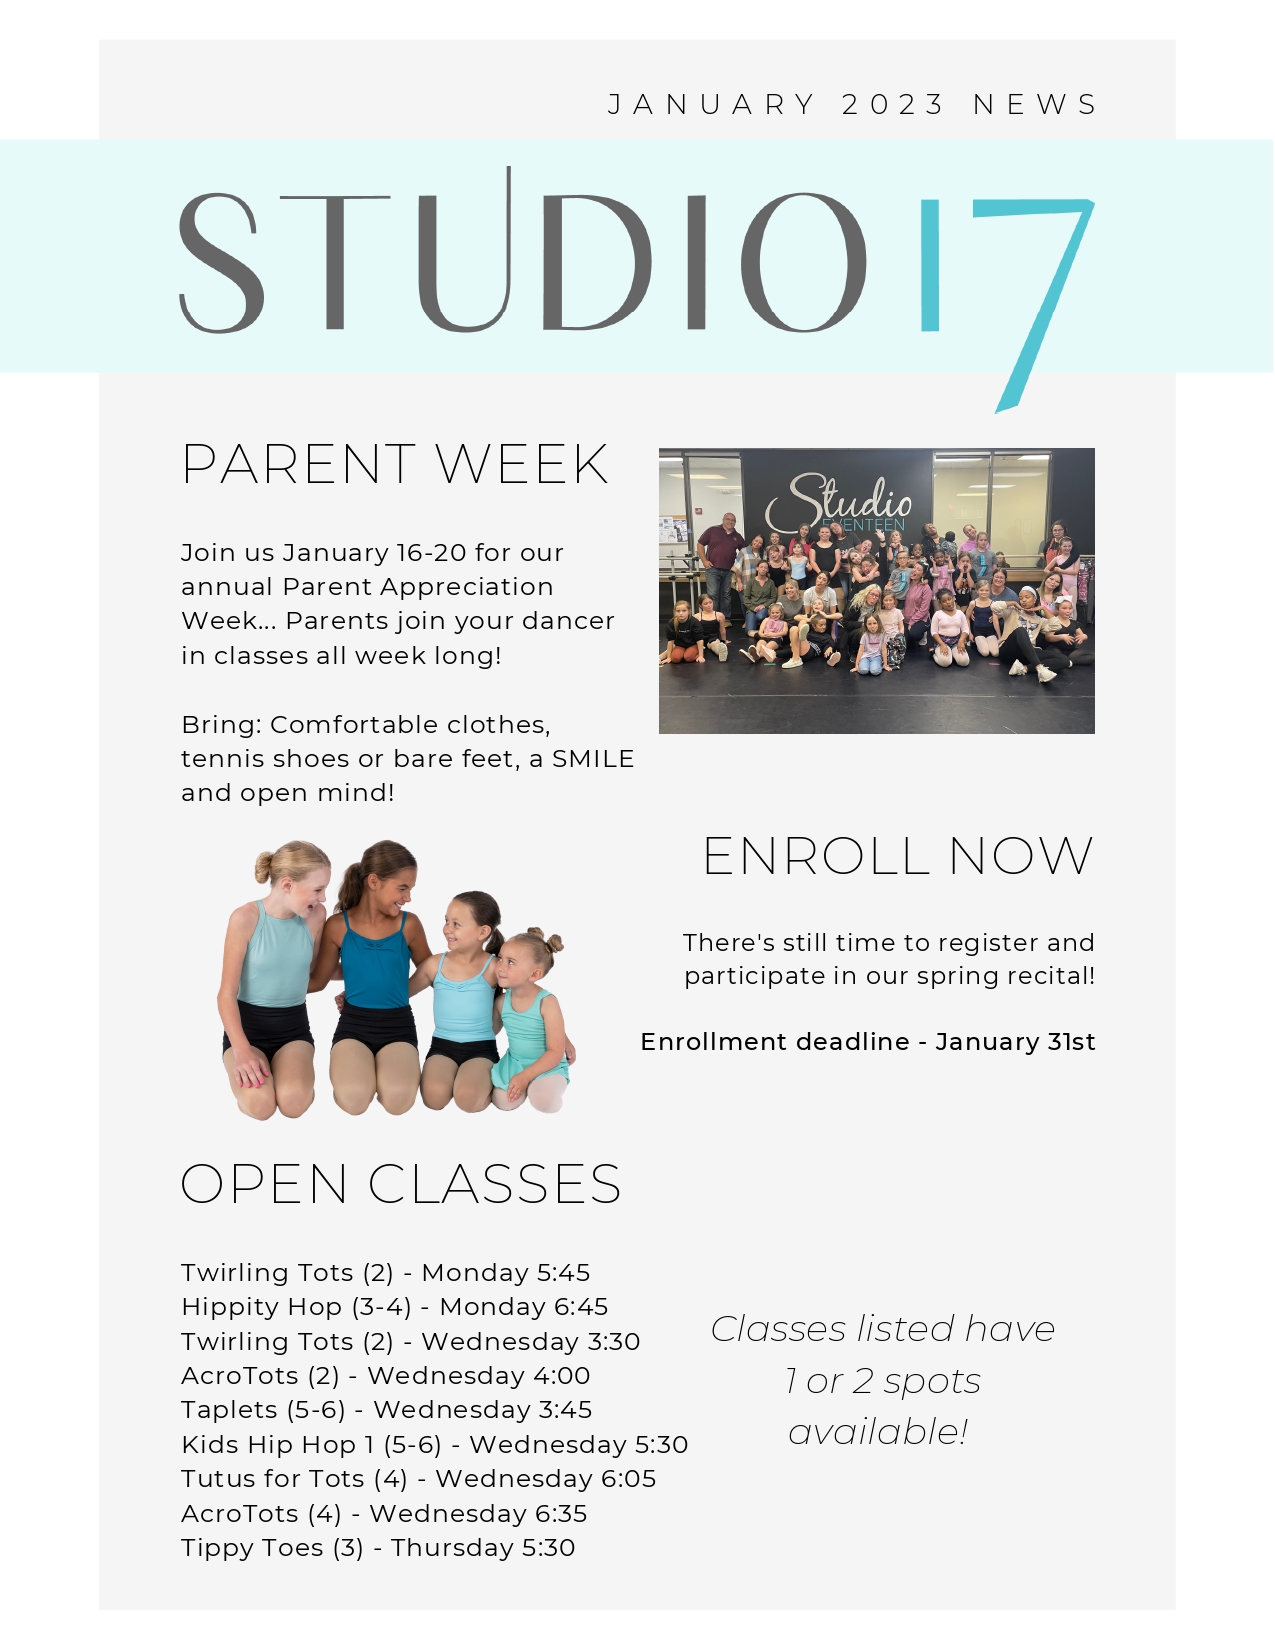 JANUARY 2023 NEWS
STUDIO 17
PARENT WEEK
Join us January 16-20 for our
annual Parent Appreciation
Week... Parents join your dancer
in classes all week long!
Bring: Comfortable clothes,
tennis shoes or bare feet, a SMILE
and open mind!
Studio
EVENTEEN
ENROLL NOW
There's still time to register and
participate in our spring recital!
Enrollment deadline - January 31st
OPEN CLASSES
Twirling Tots (2) - Monday 5:45
Hippity Hop (3-4) - Monday 6:45
Twirling Tots (2) - Wednesday 3:30
AcroTots (2) - Wednesday 4:00
Taplets (5-6) - Wednesday 3:45
Kids Hip Hop 1 (5-6) - Wednesday 5:30
Tutus for Tots (4) - Wednesday 6:05
AcroTots (4) - Wednesday 6:35
Tippy Toes (3) - Thursday 5:30
Classes listed have
1 or 2 spots
available!